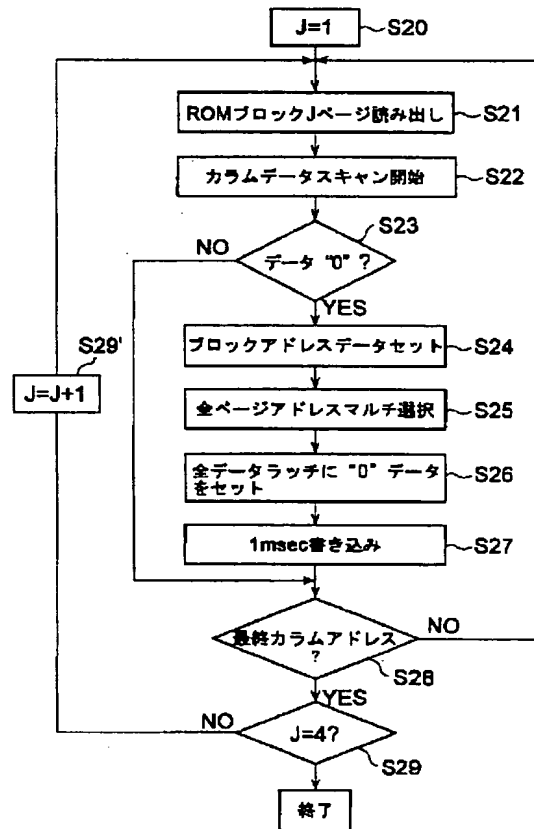 J=1
S20
ROMブロックJページ読み出し
S21
カラムデータスキャン開始
S22
S23
NO
データ "0" ?
YES
ブロックアドレスデータセット
S24
S29'
J=J+1
全ページアドレスマルチ選択
S25
全データラッチに "0" データ
をセット
S26
1msec書き込み
S27
最終カラムアドレス
?
NO
S28
YES
NO
J=4?
S29
終了